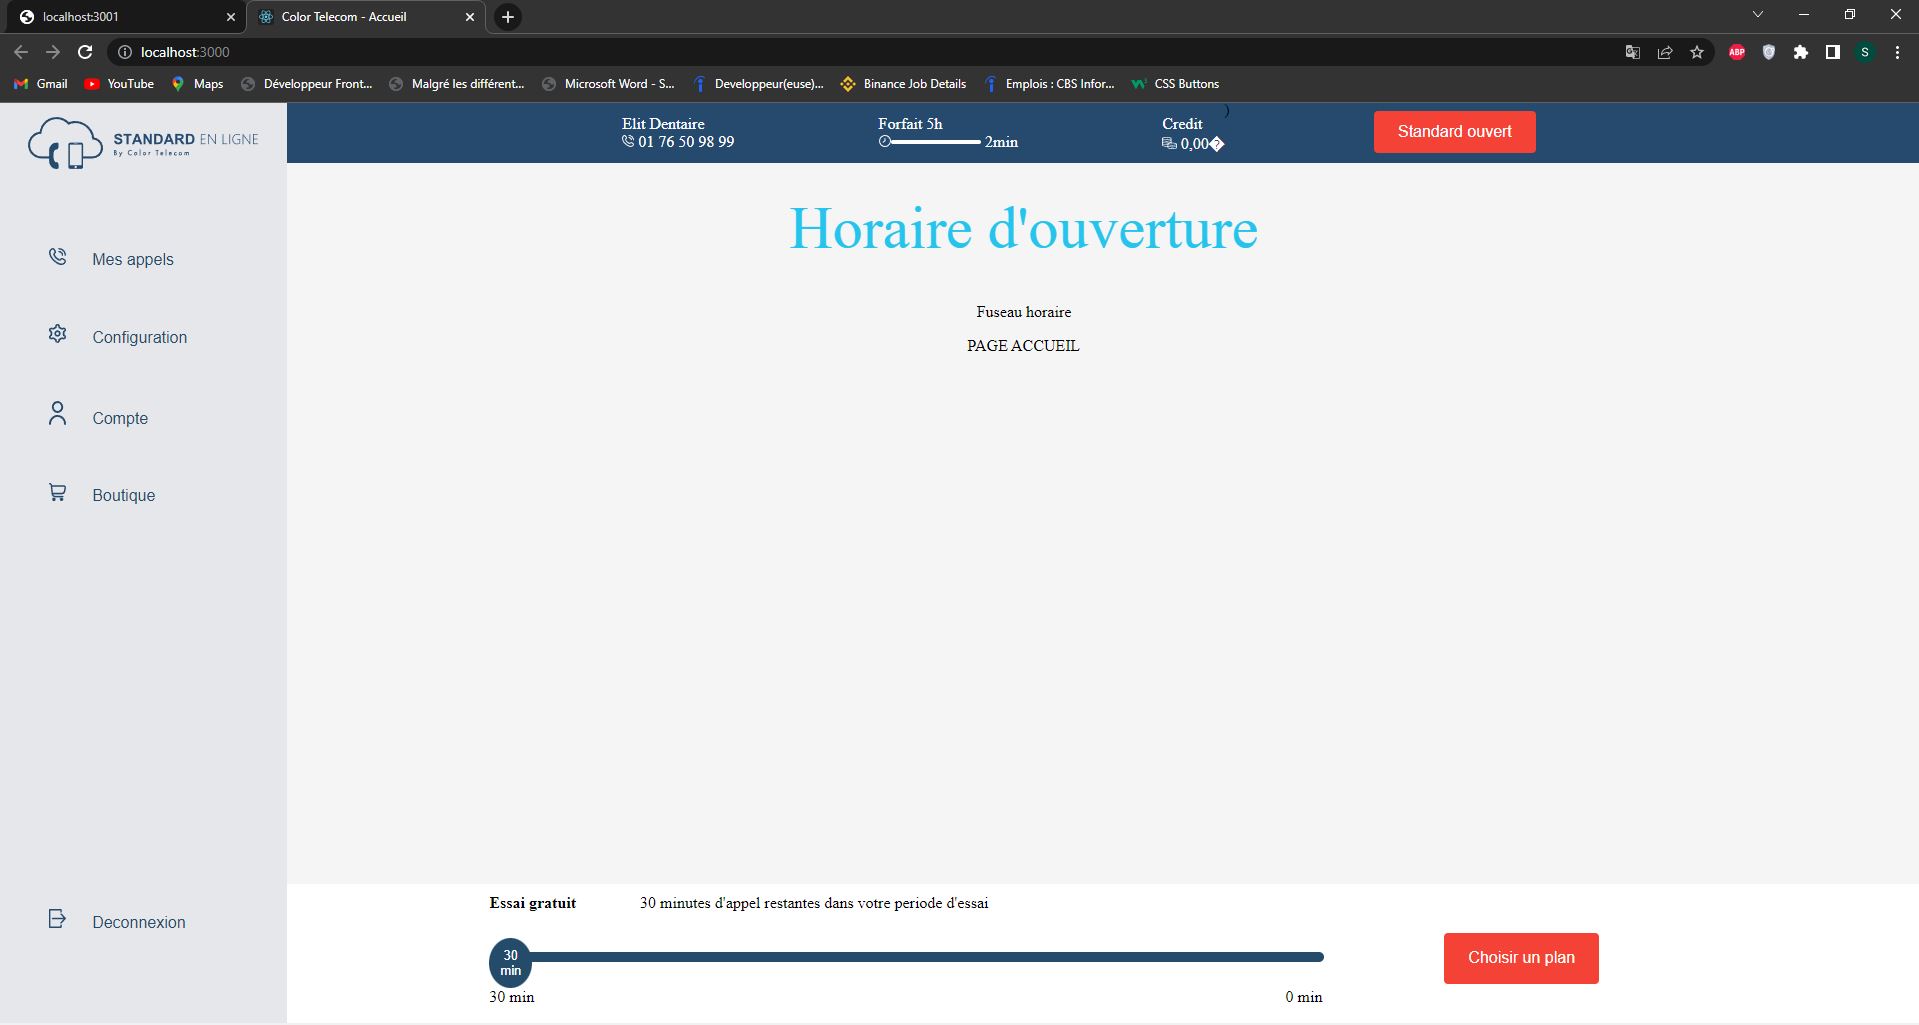 localhost:3001
Color Telecom - Accueil
localhost:3000
ABP
S
Gmail
YouTube
Maps
Développeur Front...
Malgré les différent...
Microsoft Word - S...
Developpeur(euse)...
Binance Job Details
Emplois : CBS Infor...
CSS Buttons
STANDARD EN LIGNE
By Color Telecom
Elit Dentaire
01 76 50 98 99
Forfait 5h
2min
Credit
0,00�
)
Standard ouvert
Mes appels
Configuration
Compte
Boutique
Deconnexion
Horaire d'ouverture
Fuseau horaire
PAGE ACCUEIL
Essai gratuit
30 minutes d'appel restantes dans votre periode d'essai
30
min
30 min
0 min
Choisir un plan